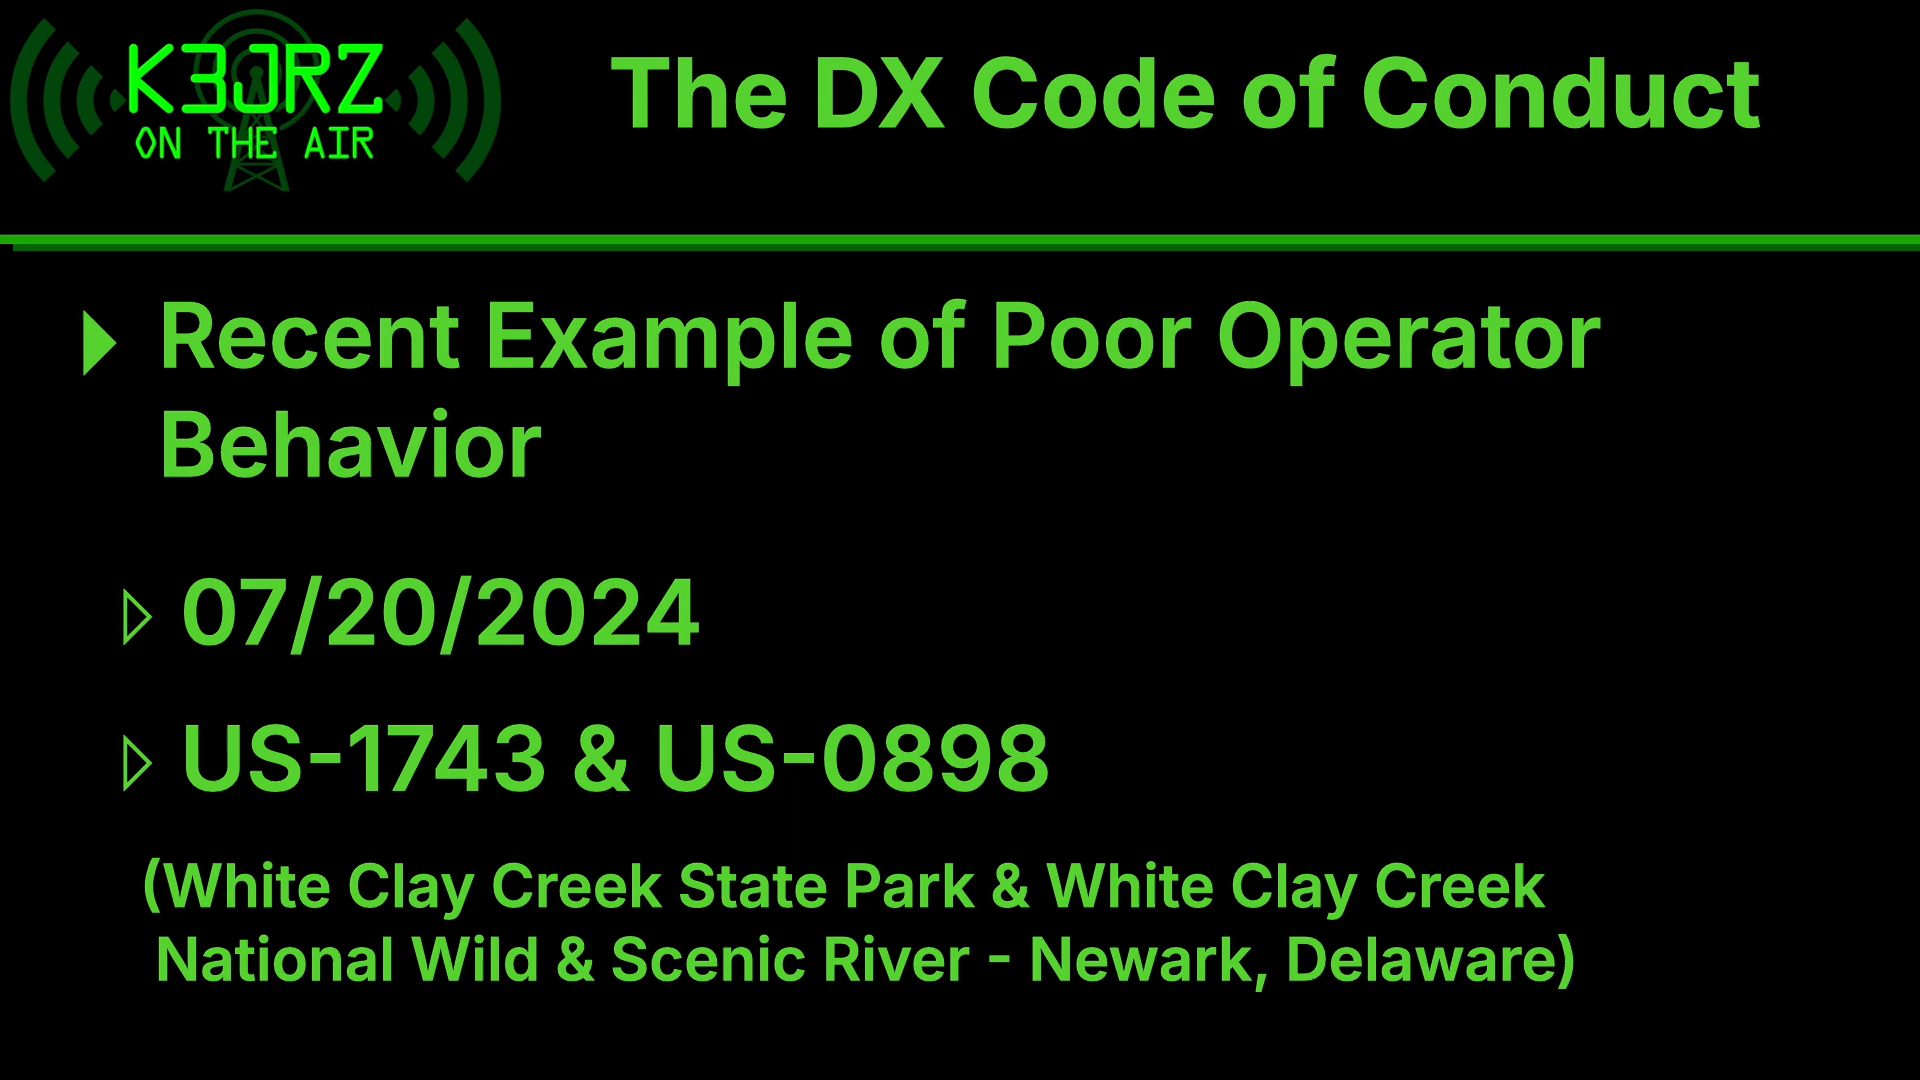 K3JRZ
ON THE AIR
The DX Code of Conduct
Recent Example of Poor Operator
Behavior
07/20/2024
US-1743 & US-0898
(White Clay Creek State Park & White Clay Creek
National Wild & Scenic River - Newark, Delaware)